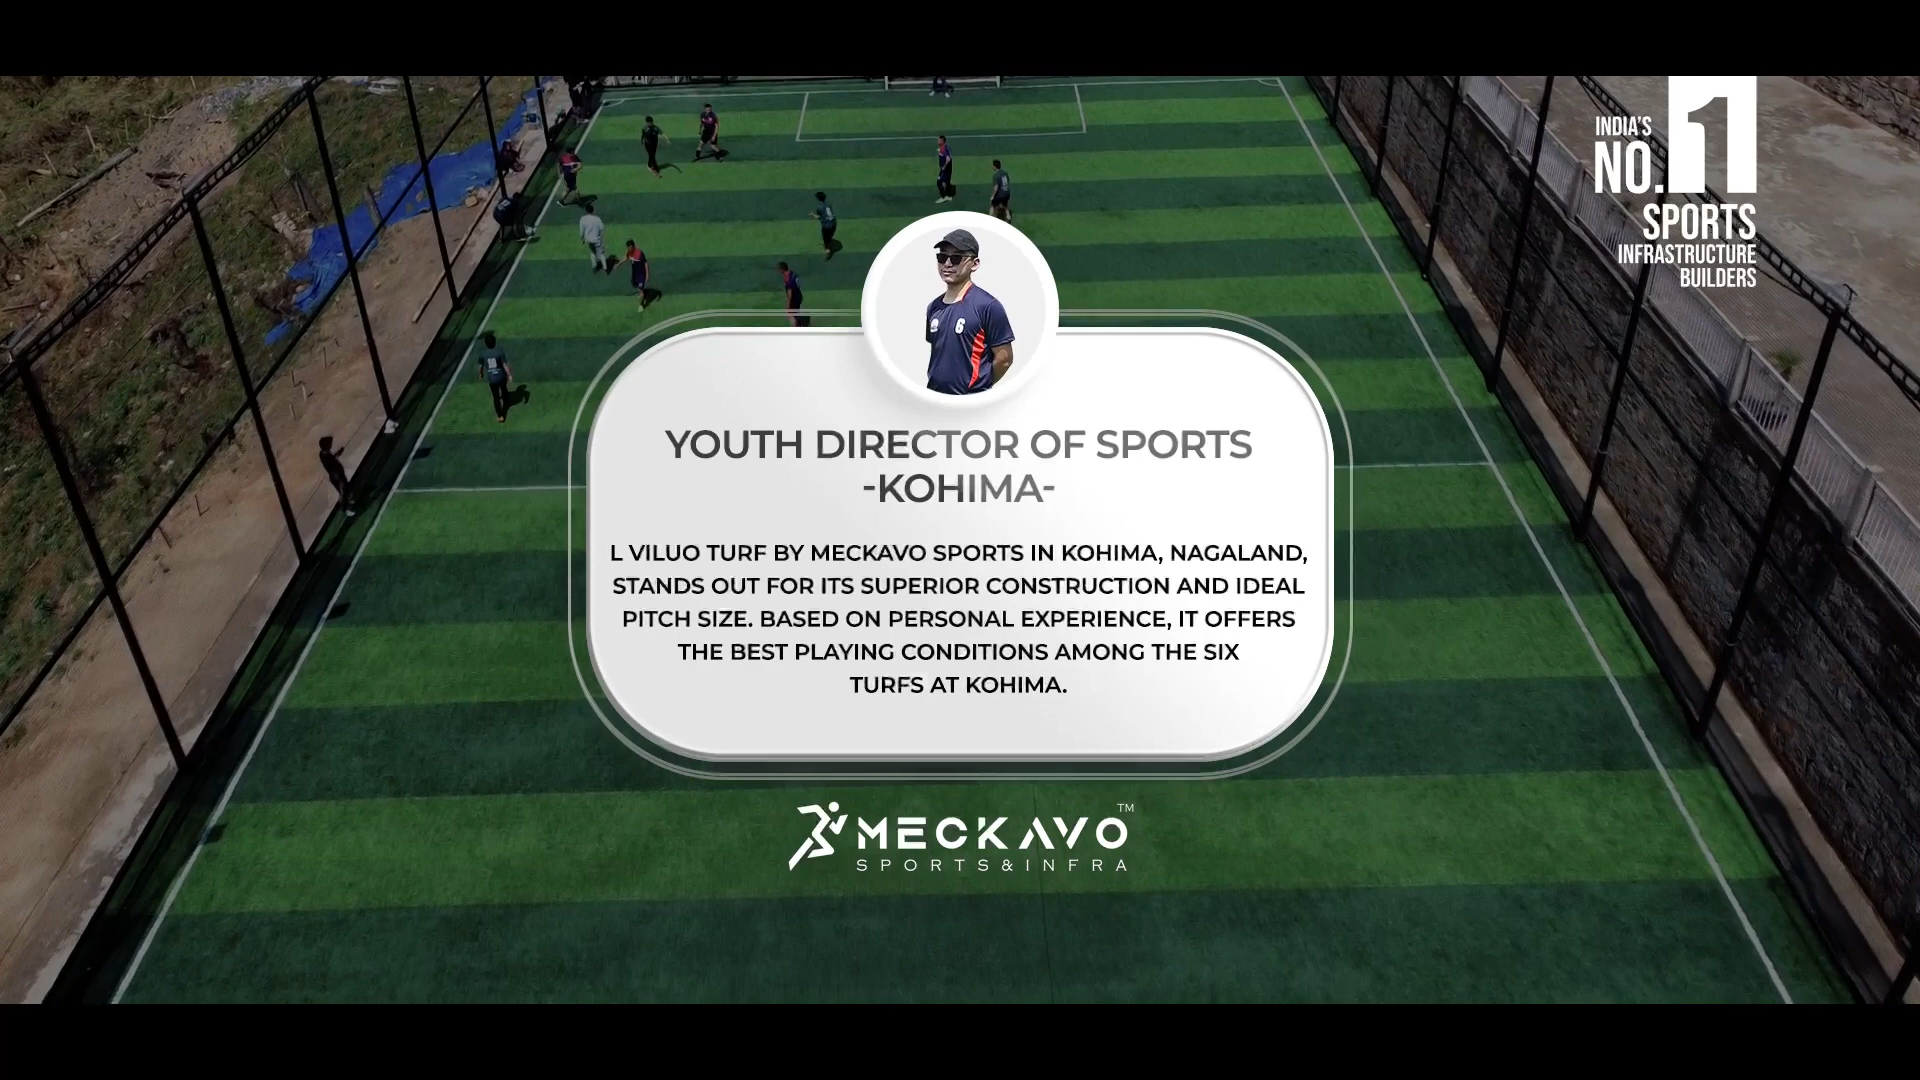 INDIA'S
NO.1
SPORTS
INFRASTRUCTURE
BUILDERS
6
YOUTH DIRECTOR OF SPORTS
-KOHIMA-
L VILUO TURF BY MECKAVO SPORTS IN KOHIMA, NAGALAND,
STANDS OUT FOR ITS SUPERIOR CONSTRUCTION AND IDEAL
PITCH SIZE. BASED ON PERSONAL EXPERIENCE, IT OFFERS
THE BEST PLAYING CONDITIONS AMONG THE SIX
TURFS AT KOHIMA.
MECKAVO™
SPORTS&INFRA